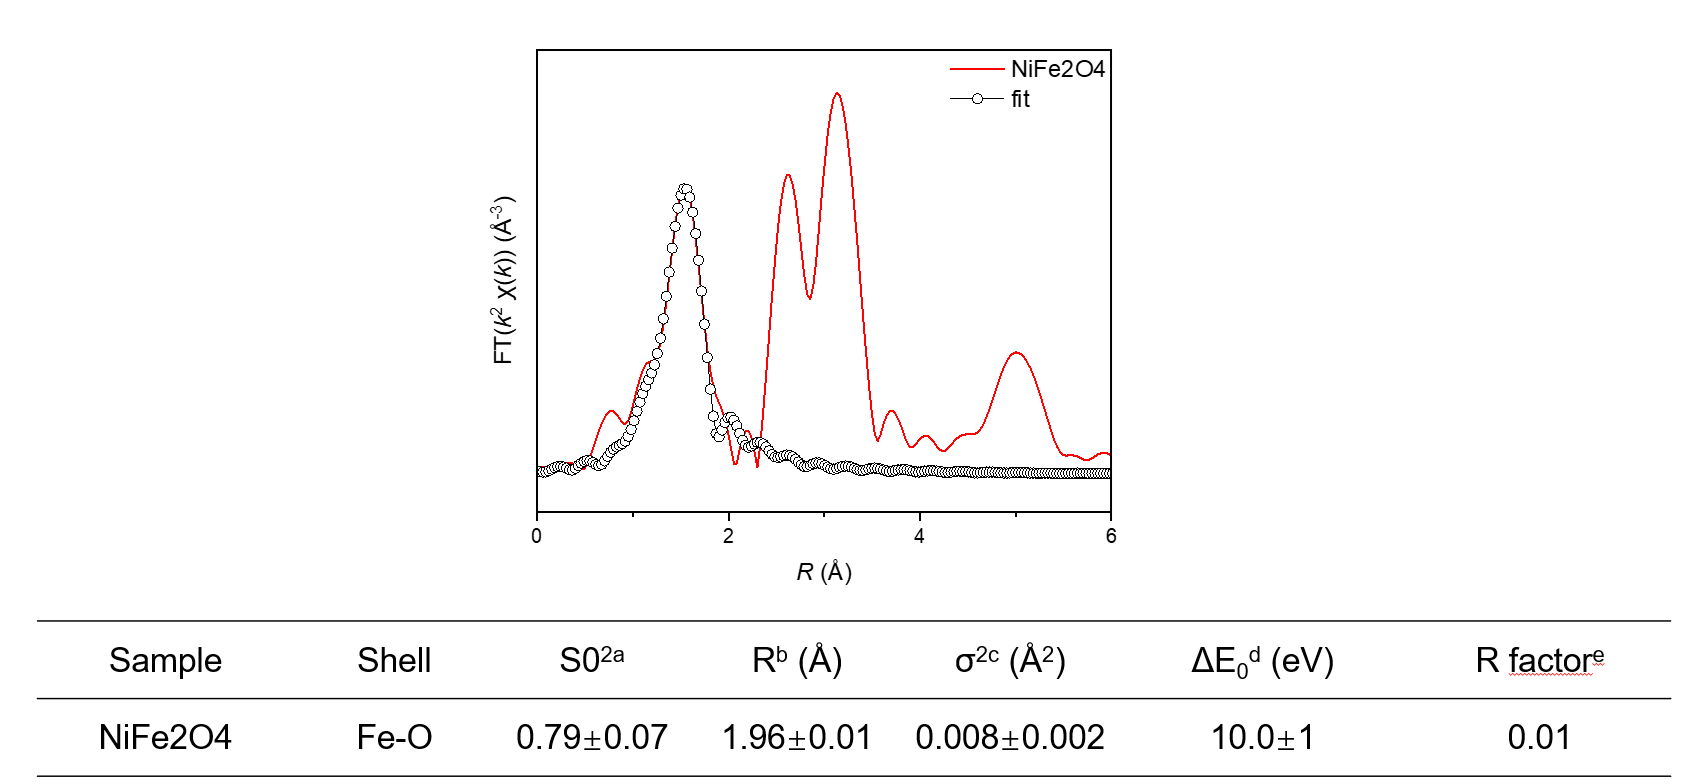 NiFe2O4
fit
FT(k² χ(k)) (Å⁻³)
0 2 4 6
R (Å)
Sample Shell S0²ᵃ Rᵇ (Å) σ²ᶜ (Å²) ΔE₀ᵈ (eV) R factorᵉ
NiFe2O4 Fe-O 0.79±0.07 1.96±0.01 0.008±0.002 10.0±1 0.01